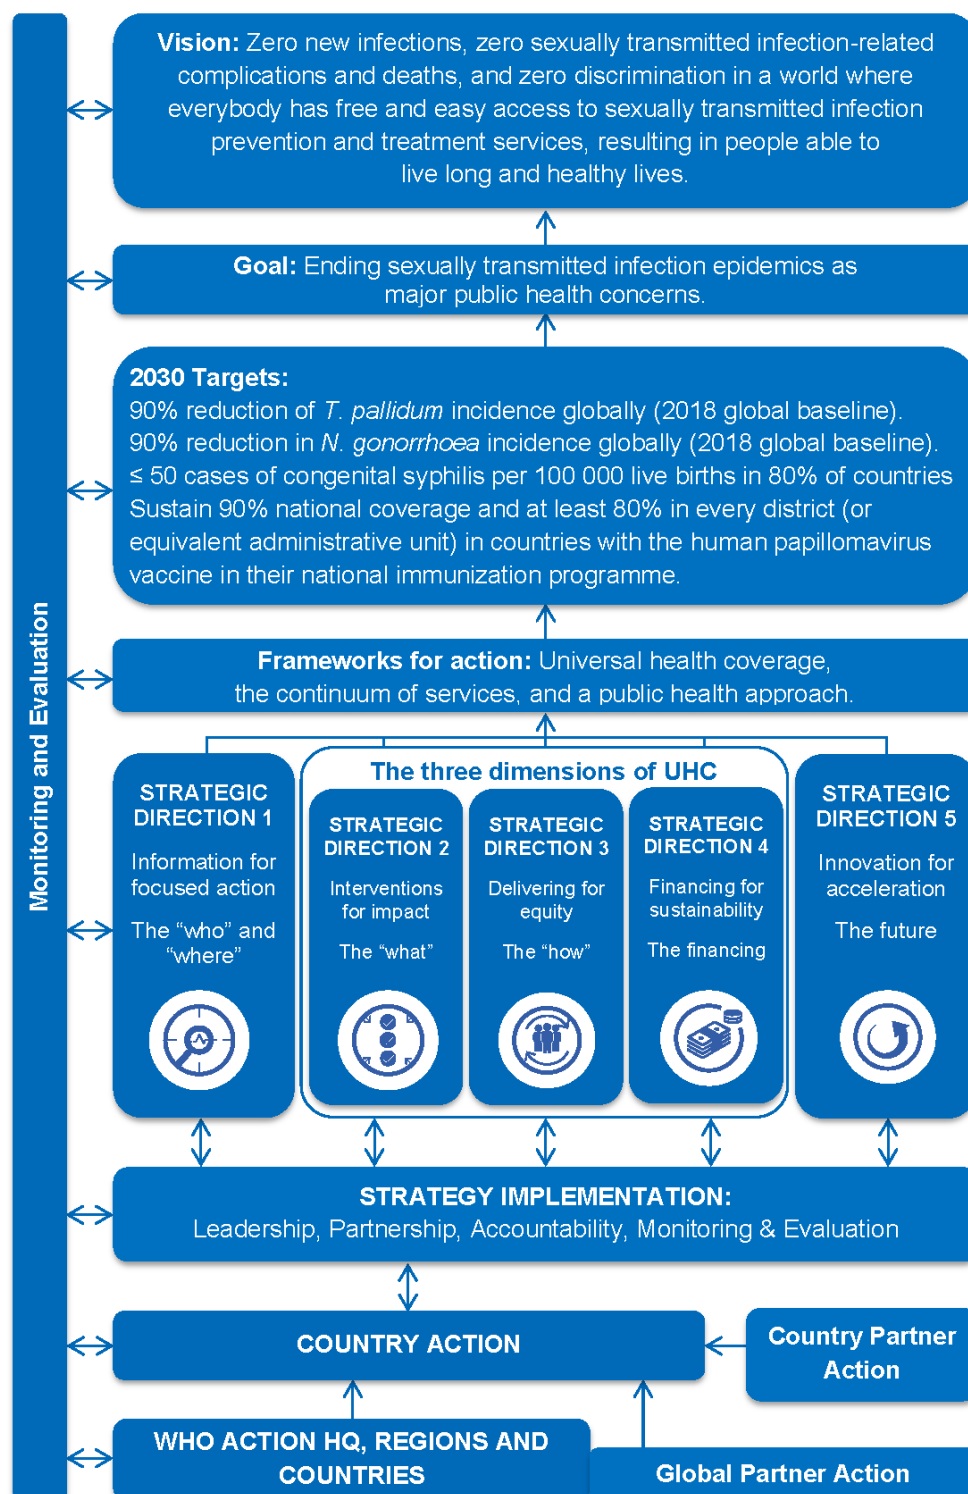 Monitoring and Evaluation
Vision: Zero new infections, zero sexually transmitted infection-related
complications and deaths, and zero discrimination in a world where
everybody has free and easy access to sexually transmitted infection
prevention and treatment services, resulting in people able to
live long and healthy lives.
Goal: Ending sexually transmitted infection epidemics as
major public health concerns.
2030 Targets:
90% reduction of T. pallidum incidence globally (2018 global baseline).
90% reduction in N. gonorrhoea incidence globally (2018 global baseline).
≤ 50 cases of congenital syphilis per 100 000 live births in 80% of countries
Sustain 90% national coverage and at least 80% in every district (or
equivalent administrative unit) in countries with the human papillomavirus
vaccine in their national immunization programme.
Frameworks for action: Universal health coverage,
the continuum of services, and a public health approach.
The three dimensions of UHC
STRATEGIC
DIRECTION 1
Information for
focused action
The “who” and
“where”
STRATEGIC
DIRECTION 2
Interventions
for impact
The “what”
STRATEGIC
DIRECTION 3
Delivering for
equity
The “how”
STRATEGIC
DIRECTION 4
Financing for
sustainability
The financing
STRATEGIC
DIRECTION 5
Innovation for
acceleration
The future
STRATEGY IMPLEMENTATION:
Leadership, Partnership, Accountability, Monitoring & Evaluation
COUNTRY ACTION
Country Partner
Action
WHO ACTION HQ, REGIONS AND
COUNTRIES
Global Partner Action